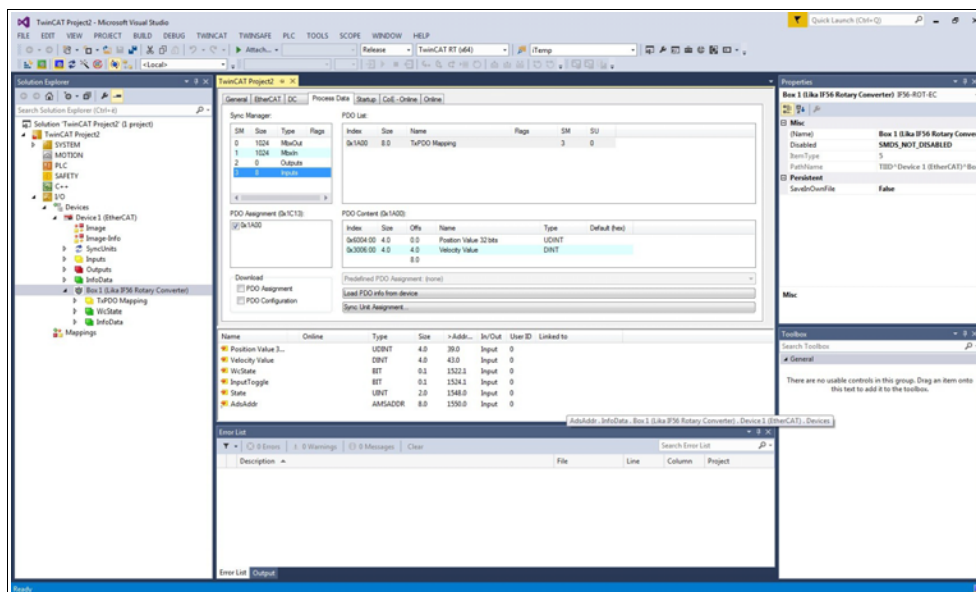 TwinCAT Project2 - Microsoft Visual Studio
Quick Launch (Ctrl+Q)
FILE EDIT VIEW PROJECT BUILD DEBUG TWINCAT TWINSAFE PLC TOOLS SCOPE WINDOW HELP
Attach... Release TwinCAT RT (x64) iTemp
<Local>
Solution Explorer
Search Solution Explorer (Ctrl+è)
Solution 'TwinCAT Project2' (1 project)
TwinCAT Project2
SYSTEM
MOTION
PLC
SAFETY
C++
I/O
Devices
Device 1 (EtherCAT)
Image
Image-Info
SyncUnits
Inputs
Outputs
InfoData
Box 1 (Lika IF56 Rotary Converter)
TxPDO Mapping
WcState
InfoData
Mappings
TwinCAT Project2
General EtherCAT DC Process Data Startup CoE - Online Online
Sync Manager:
SM Size Type Flags
0 1024 MbxOut
1 1024 MbxIn
2 0 Outputs
3 8 Inputs
PDO List:
Index Size Name Flags SM SU
0x1A00 8.0 TxPDO Mapping 3 0
PDO Assignment (0x1C13):
0x1A00
PDO Content (0x1A00):
Index Size Offs Name Type Default (hex)
0x6004:00 4.0 0.0 Position Value 32 bits UDINT
0x3006:00 4.0 4.0 Velocity Value DINT
8.0
Download
PDO Assignment
PDO Configuration
Predefined PDO Assignment: (none)
Load PDO info from device
Sync Unit Assignment...
Name Online Type Size >Addr... In/Out User ID Linked to
Position Value 3... UDINT 4.0 39.0 Input 0
Velocity Value DINT 4.0 43.0 Input 0
WcState BIT 0.1 1522.1 Input 0
InputToggle BIT 0.1 1524.1 Input 0
State UINT 2.0 1548.0 Input 0
AdsAddr AMSADDR 8.0 1550.0 Input 0
AdsAddr . InfoData . Box 1 (Lika IF56 Rotary Converter) . Device 1 (EtherCAT) . Devices
Error List
0 Errors 0 Warnings 0 Messages Clear
Search Error List
Description File Line Column Project
Error List Output
Properties
Box 1 (Lika IF56 Rotary Converter) IF56-ROT-EC
Misc
(Name) Box 1 (Lika IF56 Rotary Conve
Disabled SMDS_NOT_DISABLED
ItemType 5
PathName TIID^Device 1 (EtherCAT)^Bo
Persistent
SaveInOwnFile False
Misc
Toolbox
Search Toolbox
General
There are no usable controls in this group. Drag an item onto
this text to add it to the toolbox.
Ready